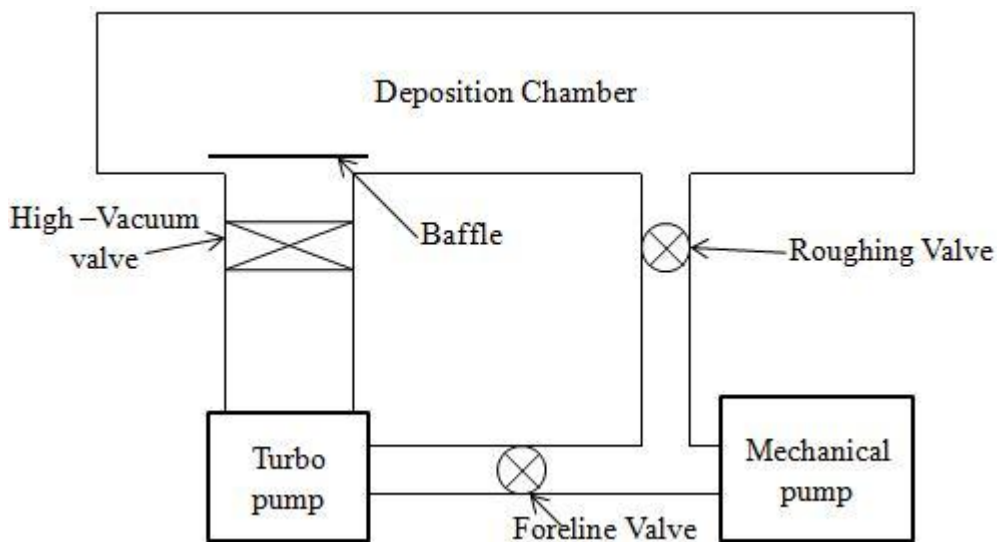 Deposition Chamber
High –Vacuum
valve
Baffle
Roughing Valve
Turbo
pump
Mechanical
pump
Foreline Valve